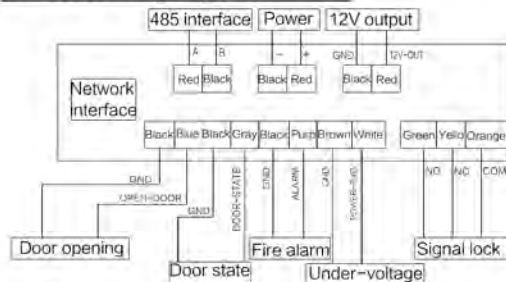 485 interface Power 12V output
A B - + GND 12V-OUT
Red Black Black Red Black Red
Network
interface
Black Blue Black Gray Black Purp Brown White Green Yello Orange
GND OPEN-DOOR GND DOOR-STATE GND ALARM GND NO NC COM
Door opening Fire alarm Signal lock
Door state Under-voltage